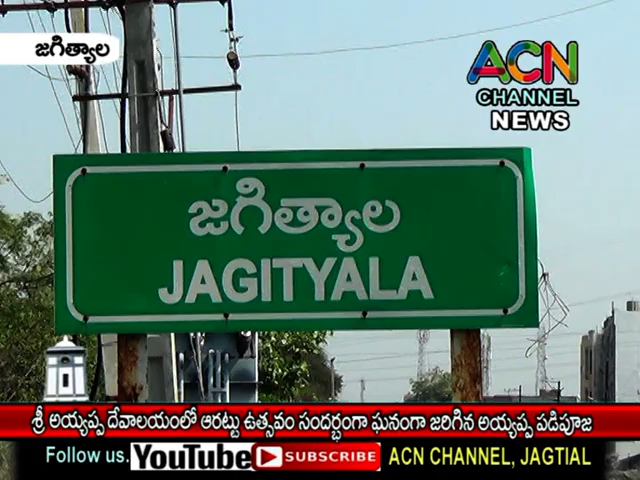 జగిత్యాల
ACN
CHANNEL
NEWS
జగిత్యాల
JAGITYALA
శ్రీ అయ్యప్ప దేవాలయంలో ఆరట్టు ఉత్సవం సందర్భంగా ఘనంగా జరిగిన అయ్యప్ప పడిపూజ
Follow us. YouTube SUBSCRIBE ACN CHANNEL, JAGTIAL